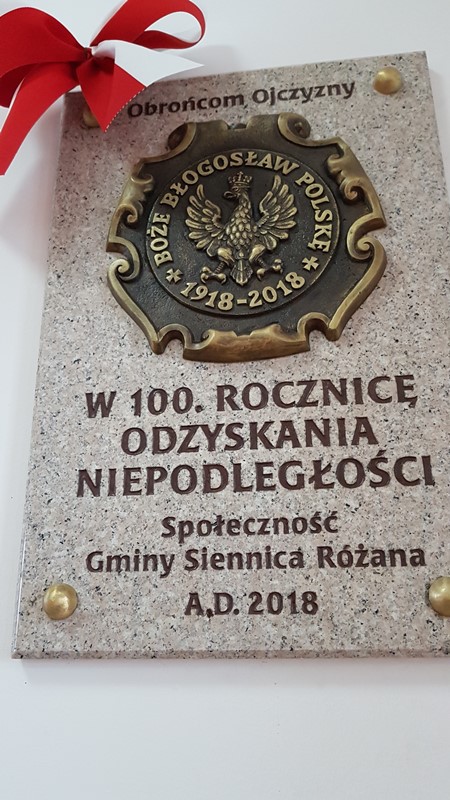 Obrońcom Ojczyzny
BOŻE BŁOGOSŁAW POLSKĘ
1918-2018
W 100. ROCZNICĘ
ODZYSKANIA
NIEPODLEGŁOŚCI
Społeczność
Gminy Siennica Różana
A.D. 2018